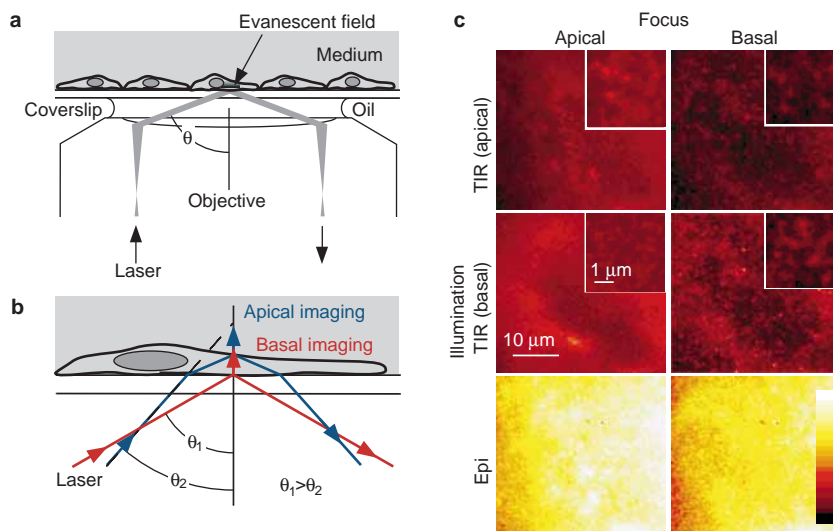 a
Evanescent field
Medium
Coverslip
Oil
θ
Objective
Laser
b
Apical imaging
Basal imaging
θ1
θ2
Laser
θ1>θ2
c
Focus
Apical
Basal
Illumination
TIR (apical)
TIR (basal)
Epi
1 μm
10 μm